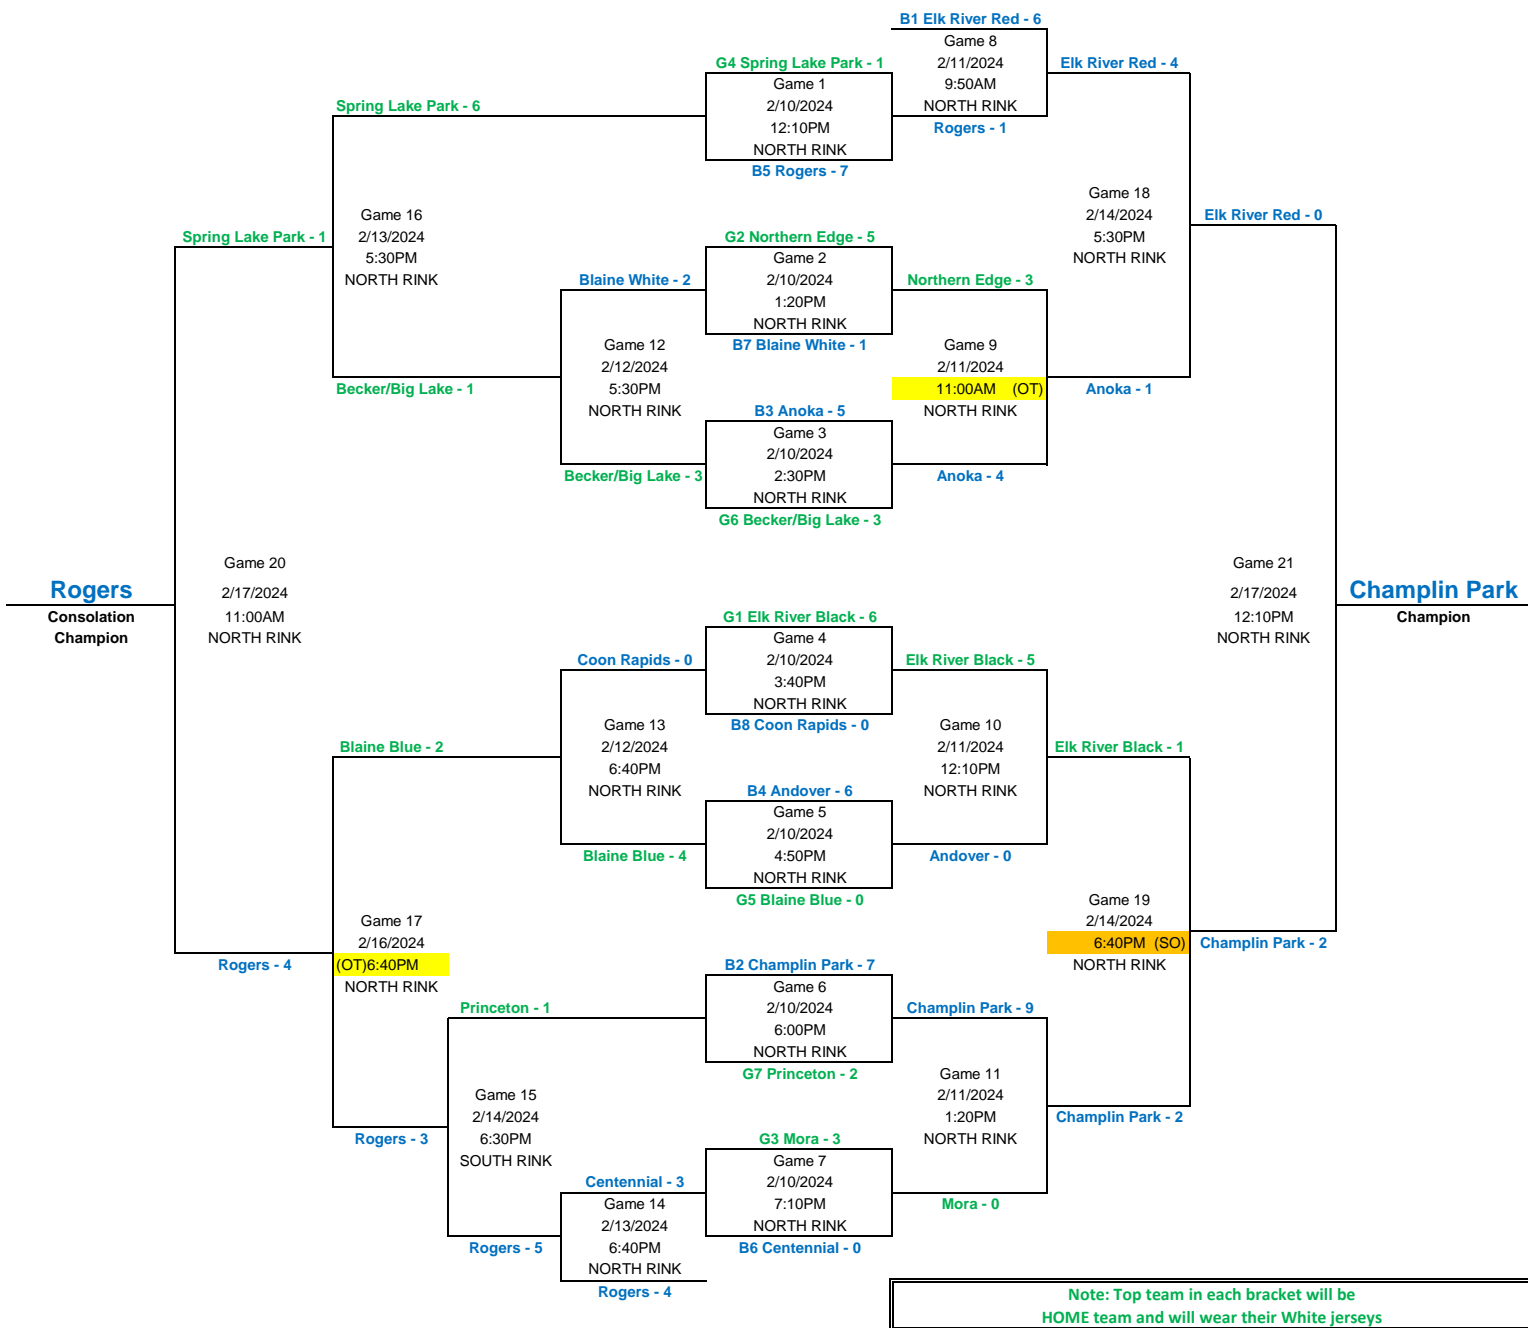 B1 Elk River Red - 6
Game 8
2/11/2024
9:50AM
NORTH RINK
Rogers - 1
Elk River Red - 4
G4 Spring Lake Park - 1
Game 1
2/10/2024
12:10PM
NORTH RINK
B5 Rogers - 7
Spring Lake Park - 6
Game 16
2/13/2024
5:30PM
NORTH RINK
Spring Lake Park - 1
Game 18
2/14/2024
5:30PM
NORTH RINK
Elk River Red - 0
G2 Northern Edge - 5
Game 2
2/10/2024
1:20PM
NORTH RINK
B7 Blaine White - 1
Blaine White - 2
Northern Edge - 3
Game 12
2/12/2024
5:30PM
NORTH RINK
Game 9
2/11/2024
11:00AM (OT)
NORTH RINK
Becker/Big Lake - 1
Anoka - 1
B3 Anoka - 5
Game 3
2/10/2024
2:30PM
NORTH RINK
G6 Becker/Big Lake - 3
Becker/Big Lake - 3
Anoka - 4
Game 20
2/17/2024
11:00AM
NORTH RINK
Rogers
Consolation
Champion
Game 21
2/17/2024
12:10PM
NORTH RINK
Champlin Park
Champion
G1 Elk River Black - 6
Game 4
2/10/2024
3:40PM
NORTH RINK
B8 Coon Rapids - 0
Coon Rapids - 0
Elk River Black - 5
Game 13
2/12/2024
6:40PM
NORTH RINK
Game 10
2/11/2024
12:10PM
NORTH RINK
Blaine Blue - 2
Elk River Black - 1
B4 Andover - 6
Game 5
2/10/2024
4:50PM
NORTH RINK
G5 Blaine Blue - 0
Blaine Blue - 4
Andover - 0
Game 17
2/16/2024
(OT)6:40PM
NORTH RINK
Rogers - 4
Game 19
2/14/2024
6:40PM (SO)
NORTH RINK
Champlin Park - 2
B2 Champlin Park - 7
Game 6
2/10/2024
6:00PM
NORTH RINK
G7 Princeton - 2
Princeton - 1
Champlin Park - 9
Game 15
2/14/2024
6:30PM
SOUTH RINK
Game 11
2/11/2024
1:20PM
NORTH RINK
Rogers - 3
Champlin Park - 2
G3 Mora - 3
Game 7
2/10/2024
7:10PM
NORTH RINK
B6 Centennial - 0
Centennial - 3
Game 14
2/13/2024
6:40PM
NORTH RINK
Rogers - 4
Rogers - 5
Mora - 0
Note: Top team in each bracket will be
HOME team and will wear their White jerseys